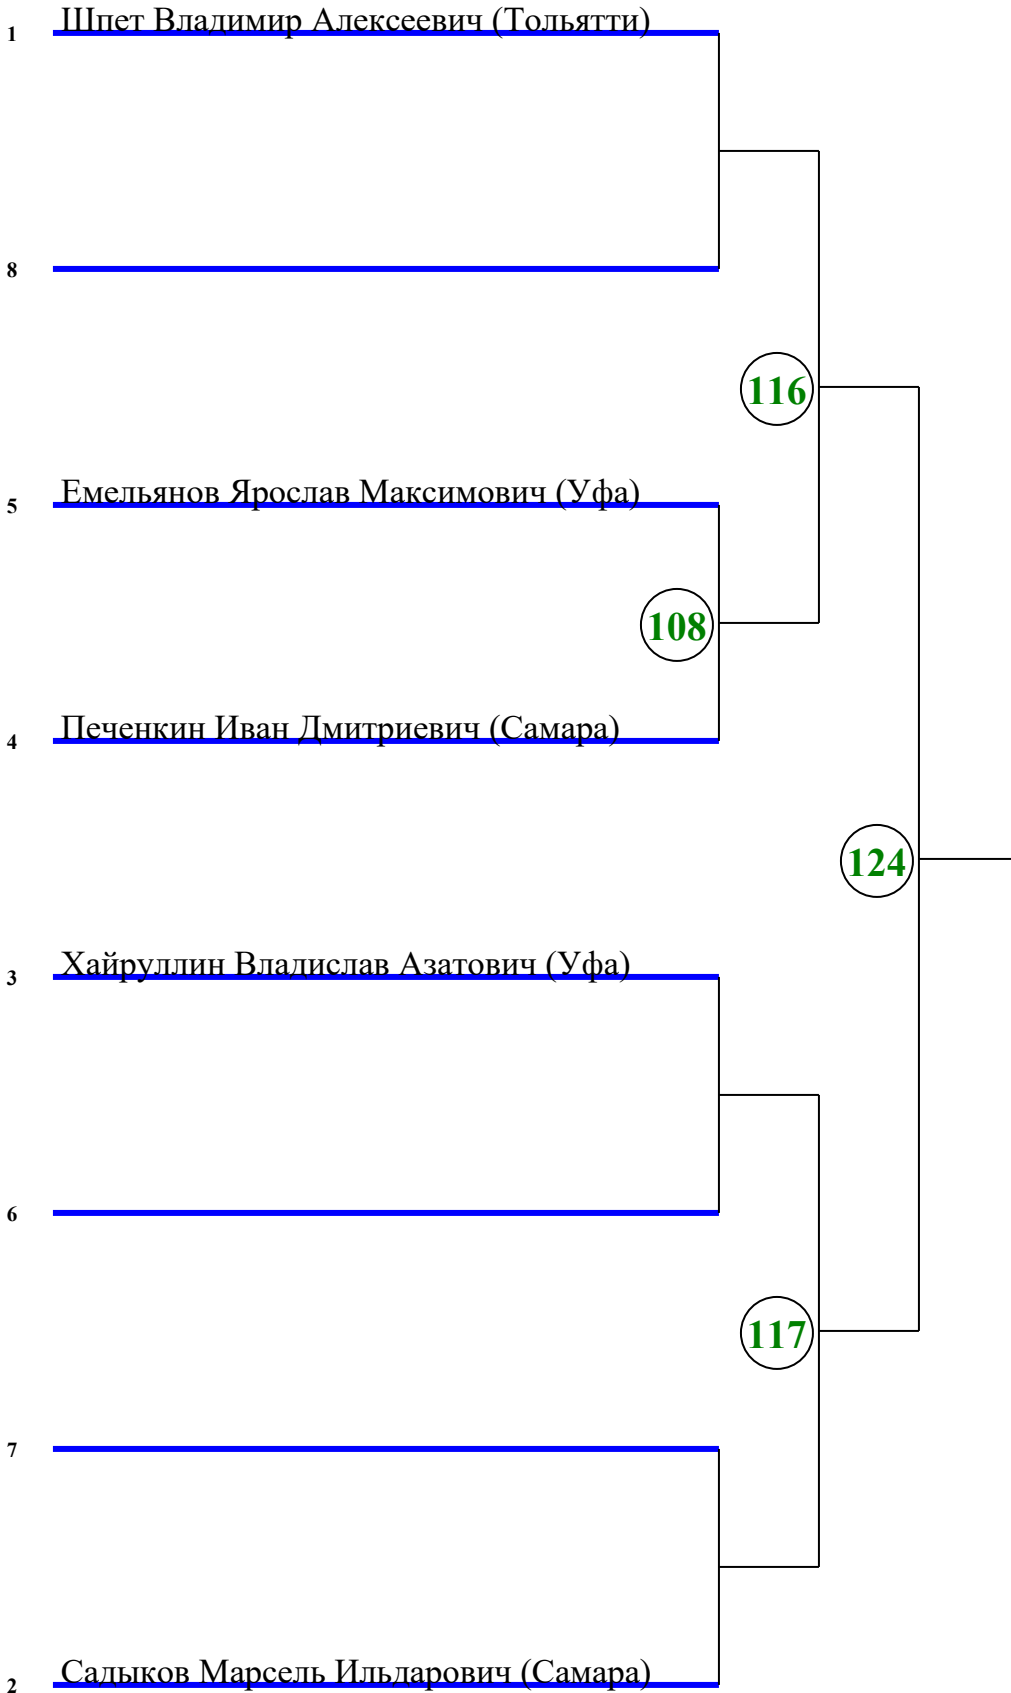 1 Шпет Владимир Алексеевич (Тольятти)
8
116
5 Емельянов Ярослав Максимович (Уфа)
108
4 Печенкин Иван Дмитриевич (Самара)
124
3 Хайруллин Владислав Азатович (Уфа)
6
117
7
2 Садыков Марсель Ильдарович (Самара)